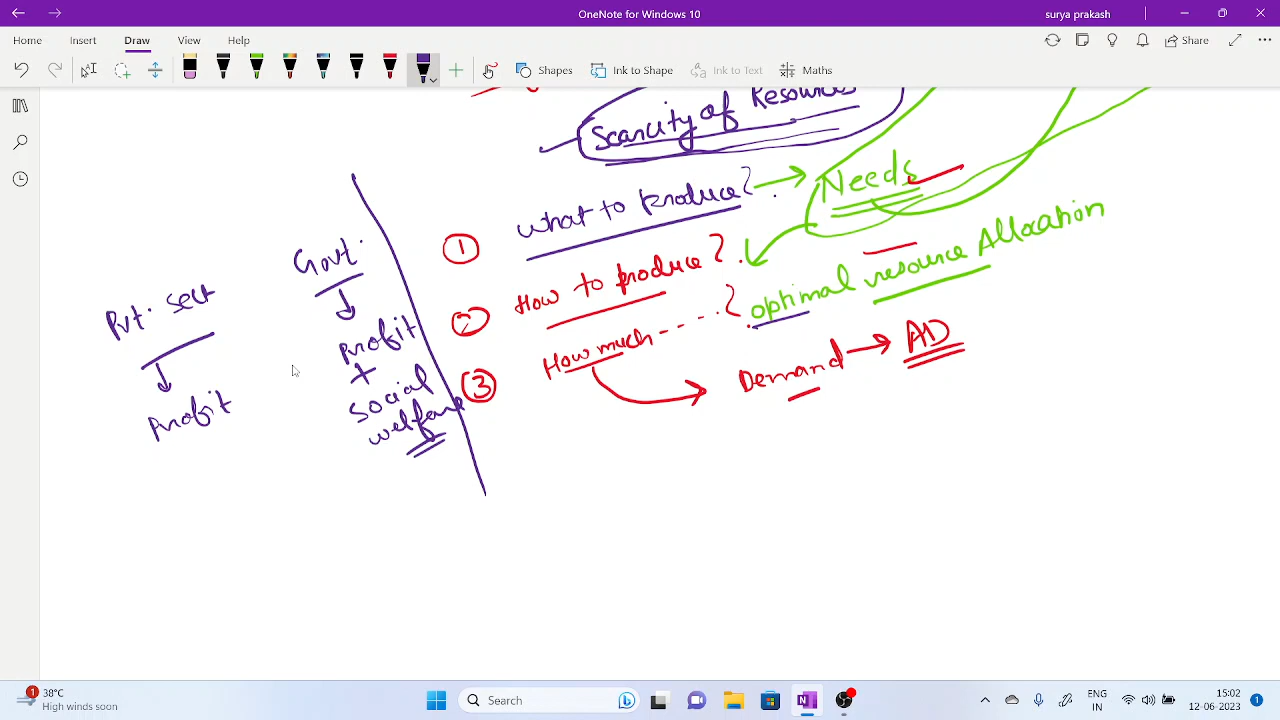 OneNote for Windows 10
surya prakash
Home Insert Draw View Help
Share
Shapes
Ink to Shape
Ink to Text
Maths
Scarcity of Resources
① what to produce? → Needs
② How to produce?
optimal resource Allocation
③ How much - - - - ?
Demand → AD
Govt.
Profit
+
social
welfare
Pvt. sect
Profit
38°C
High winds soon
Search
ENG
IN
15:02
12-06-2023
1
1